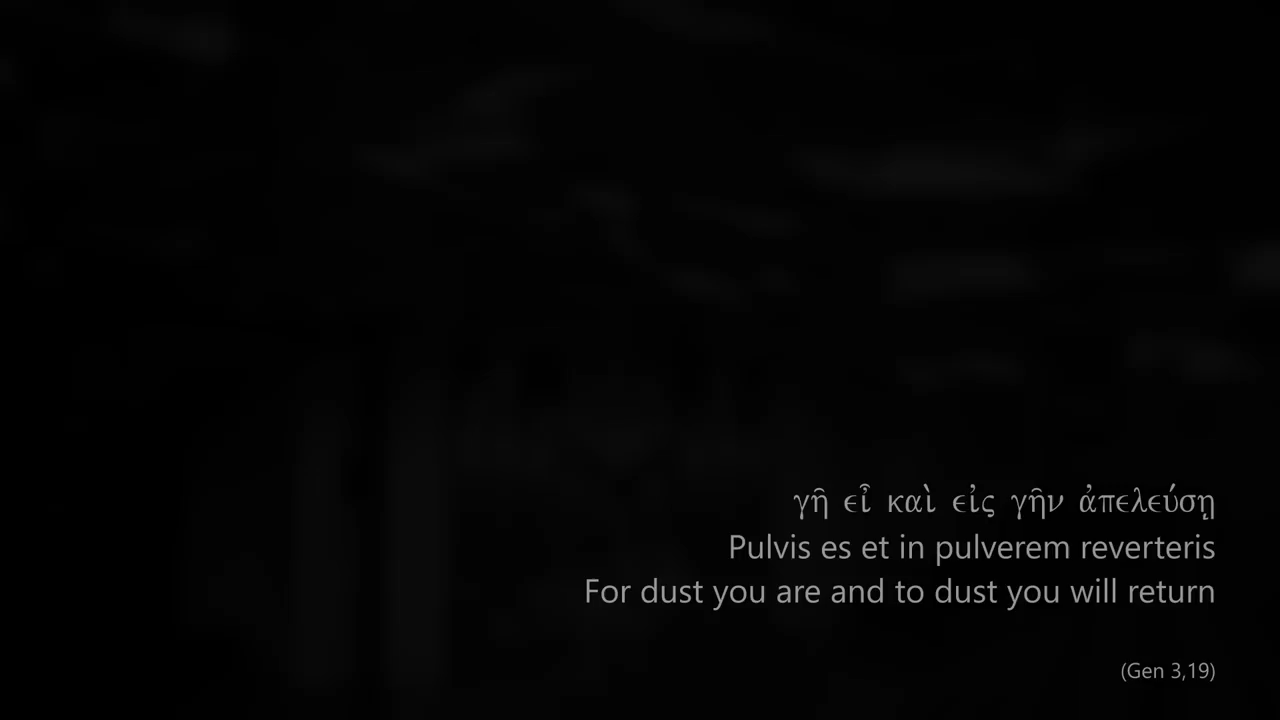 γῆ εἶ καὶ εἰς γῆν ἀπελεύσῃ
Pulvis es et in pulverem reverteris
For dust you are and to dust you will return
(Gen 3,19)